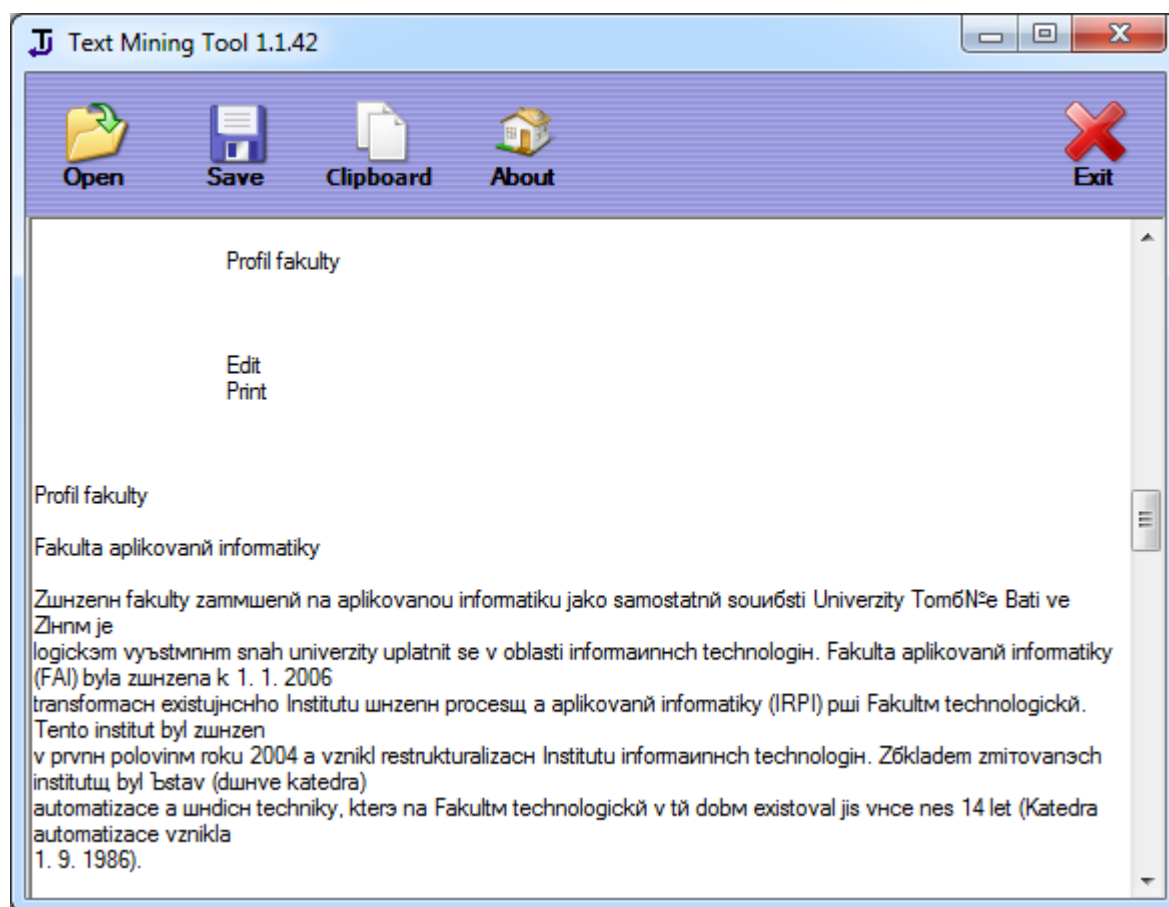 Text Mining Tool 1.1.42
Open Save Clipboard About Exit
Profil fakulty
Edit
Print
Profil fakulty
Fakulta aplikovanй informatiky
Zшнzenн fakulty zamмшenй na aplikovanou informatiku jako samostatnй souибsti Univerzity TomбЉe Bati ve
Zlнnм je
logickэm vyъstмnнm snah univerzity uplatnit se v oblasti informaиnнch technologiн. Fakulta aplikovanй informatiky
(FAI) byla zшнzena k 1. 1. 2006
transformacн existujнcнho Institutu шнzenн procesщ a aplikovanй informatiky (IRPI) pшi Fakultм technologickй.
Tento institut byl zшнzen
v prvnн polovinм roku 2004 a vznikl restrukturalizacн Institutu informaиnнch technologiн. Zбkladem zmiтovanэch
institutщ byl Ъstav (dшнve katedra)
automatizace a шнdicн techniky, kterэ na Fakultм technologickй v tй dobм existoval jis vнce nes 14 let (Katedra
automatizace vznikla
1. 9. 1986).